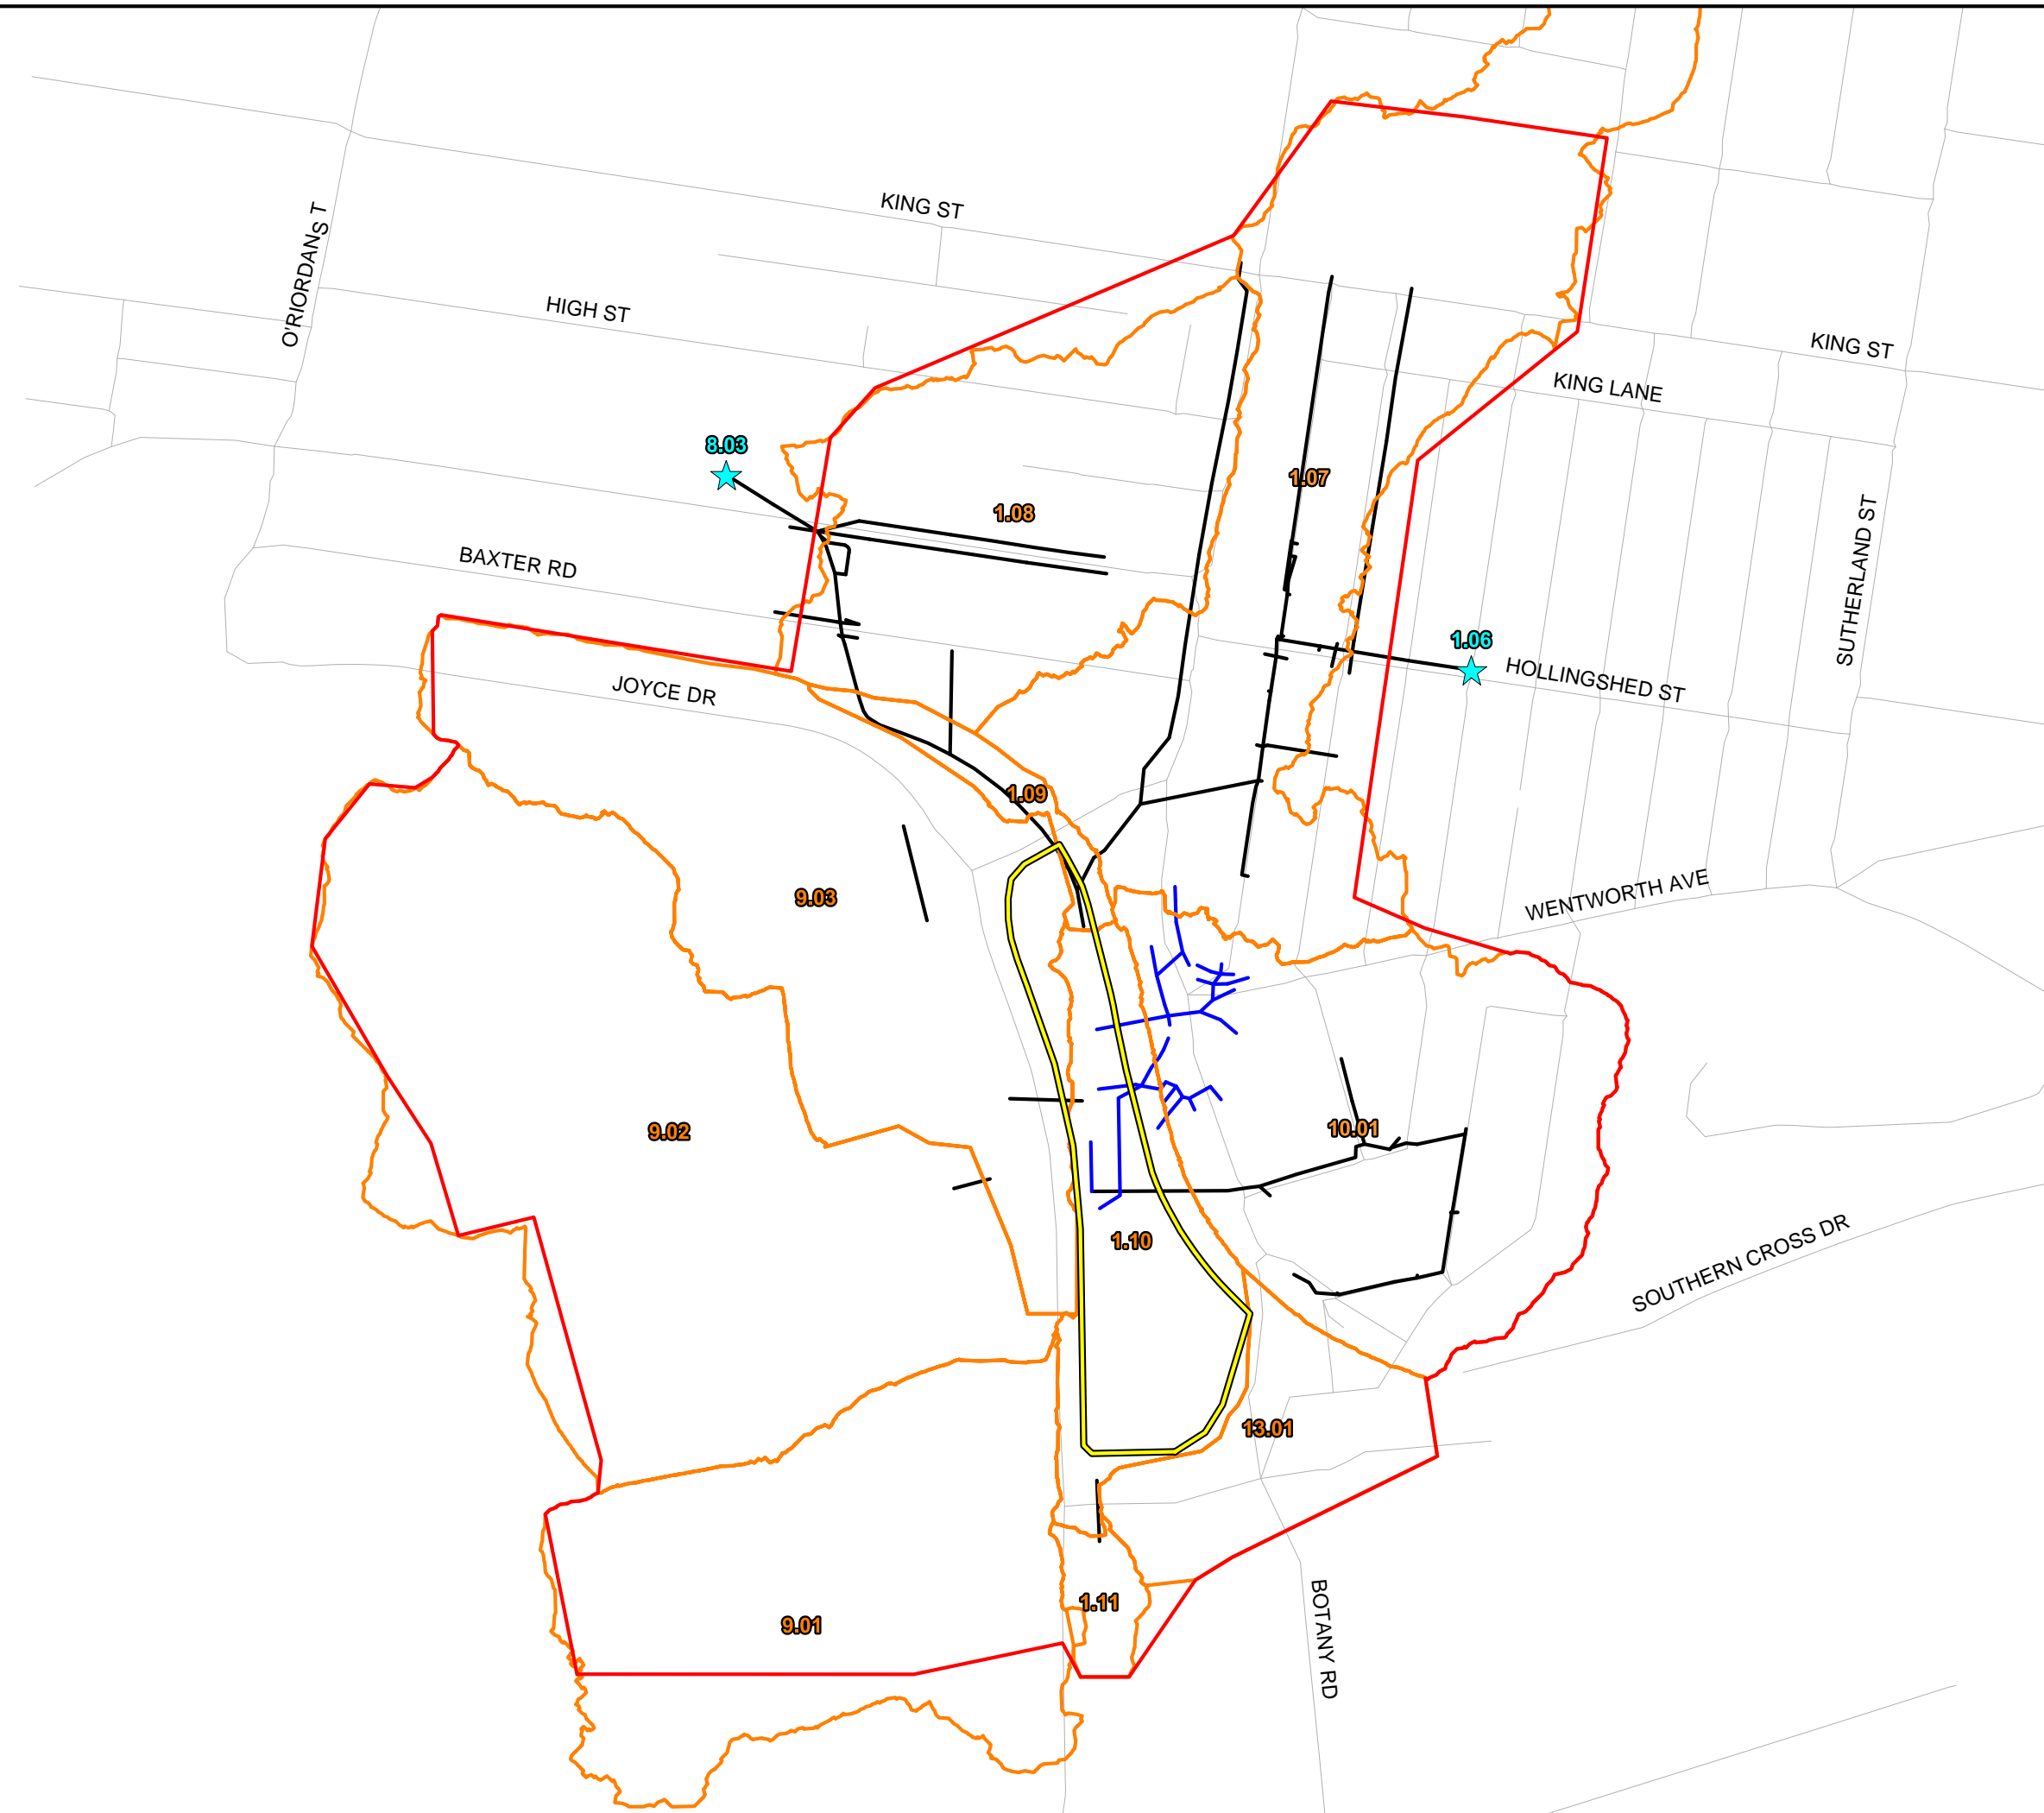 KING ST
O'RIORDANS T
HIGH ST
KING ST
KING LANE
8.03
1.07
1.08
SUTHERLAND ST
BAXTER RD
1.06
HOLLINGSHED ST
JOYCE DR
1.09
9.03
WENTWORTH AVE
9.02
10.01
1.10
SOUTHERN CROSS DR
13.01
1.11
9.01
BOTANY RD